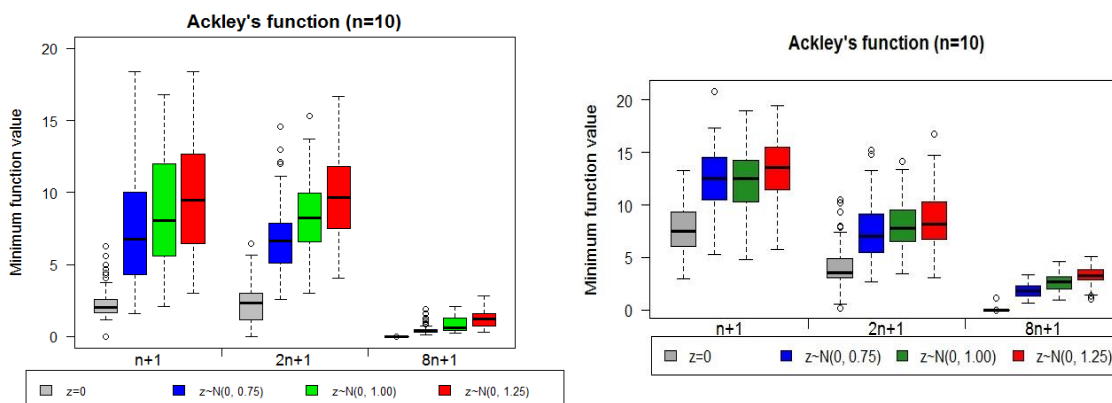 Ackley's function (n=10)
Minimum function value
20
15
10
5
0
n+1
2n+1
8n+1
z=0
z~N(0, 0.75)
z~N(0, 1.00)
z~N(0, 1.25)
Ackley's function (n=10)
Minimum function value
20
15
10
5
0
n+1
2n+1
8n+1
z=0
z~N(0, 0.75)
z~N(0, 1.00)
z~N(0, 1.25)